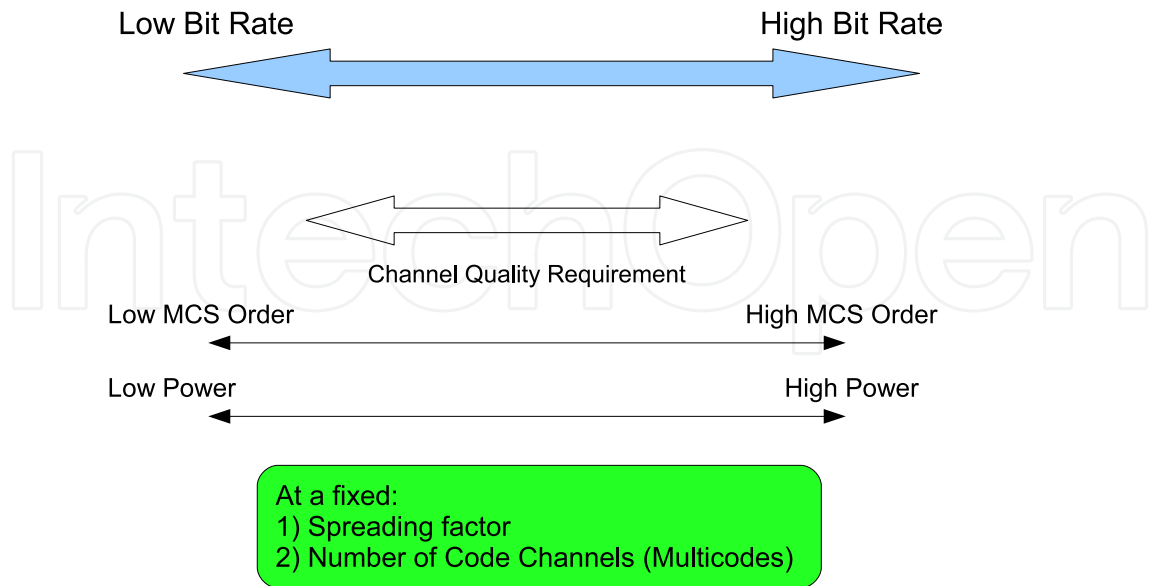 Low Bit Rate
High Bit Rate
IntechOpen
Channel Quality Requirement
Low MCS Order
High MCS Order
Low Power
High Power
At a fixed:
1) Spreading factor
2) Number of Code Channels (Multicodes)